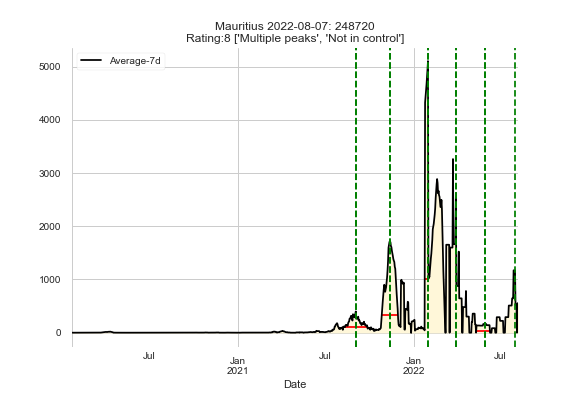 Mauritius 2022-08-07: 248720
Rating:8 ['Multiple peaks', 'Not in control']
Average-7d
5000
4000
3000
2000
1000
0
Jul
Jan
2021
Jul
Jan
2022
Jul
Date